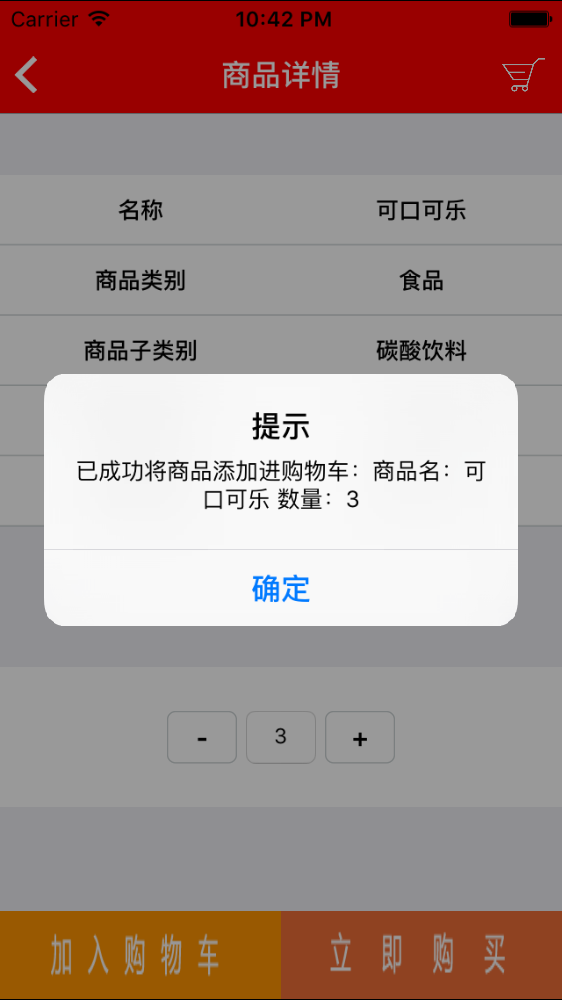 Carrier 10:42 PM
商品详情
名称 可口可乐
商品类别 食品
商品子类别 碳酸饮料
提示
已成功将商品添加进购物车：商品名：可
口可乐 数量：3
确定
- 3 +
加入购物车 立即购买